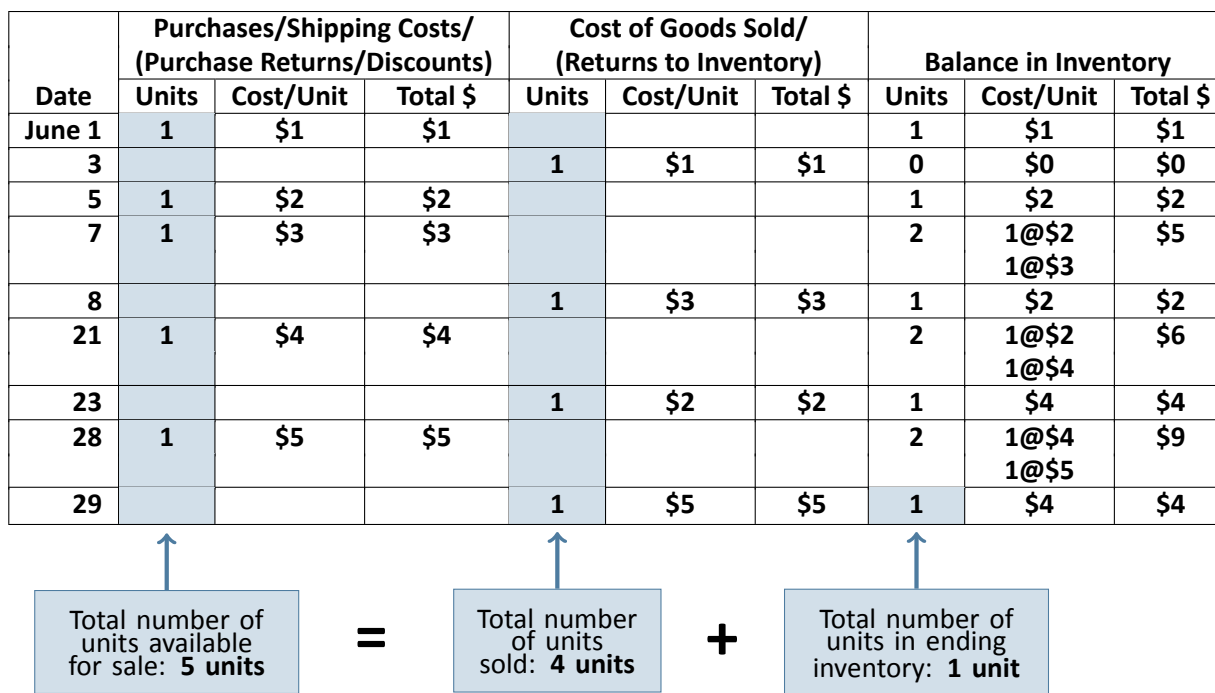 Purchases/Shipping Costs/ Cost of Goods Sold/
(Purchase Returns/Discounts) (Returns to Inventory) Balance in Inventory
Date Units Cost/Unit Total $ Units Cost/Unit Total $ Units Cost/Unit Total $
June 1 1 $1 $1 1 $1 $1
3 1 $1 $1 0 $0 $0
5 1 $2 $2 1 $2 $2
7 1 $3 $3 2 1@$2 $5
1@$3
8 1 $3 $3 1 $2 $2
21 1 $4 $4 2 1@$2 $6
1@$4
23 1 $2 $2 1 $4 $4
28 1 $5 $5 2 1@$4 $9
1@$5
29 1 $5 $5 1 $4 $4
Total number of
units available
for sale: 5 units
=
Total number
of units
sold: 4 units
+
Total number of
units in ending
inventory: 1 unit